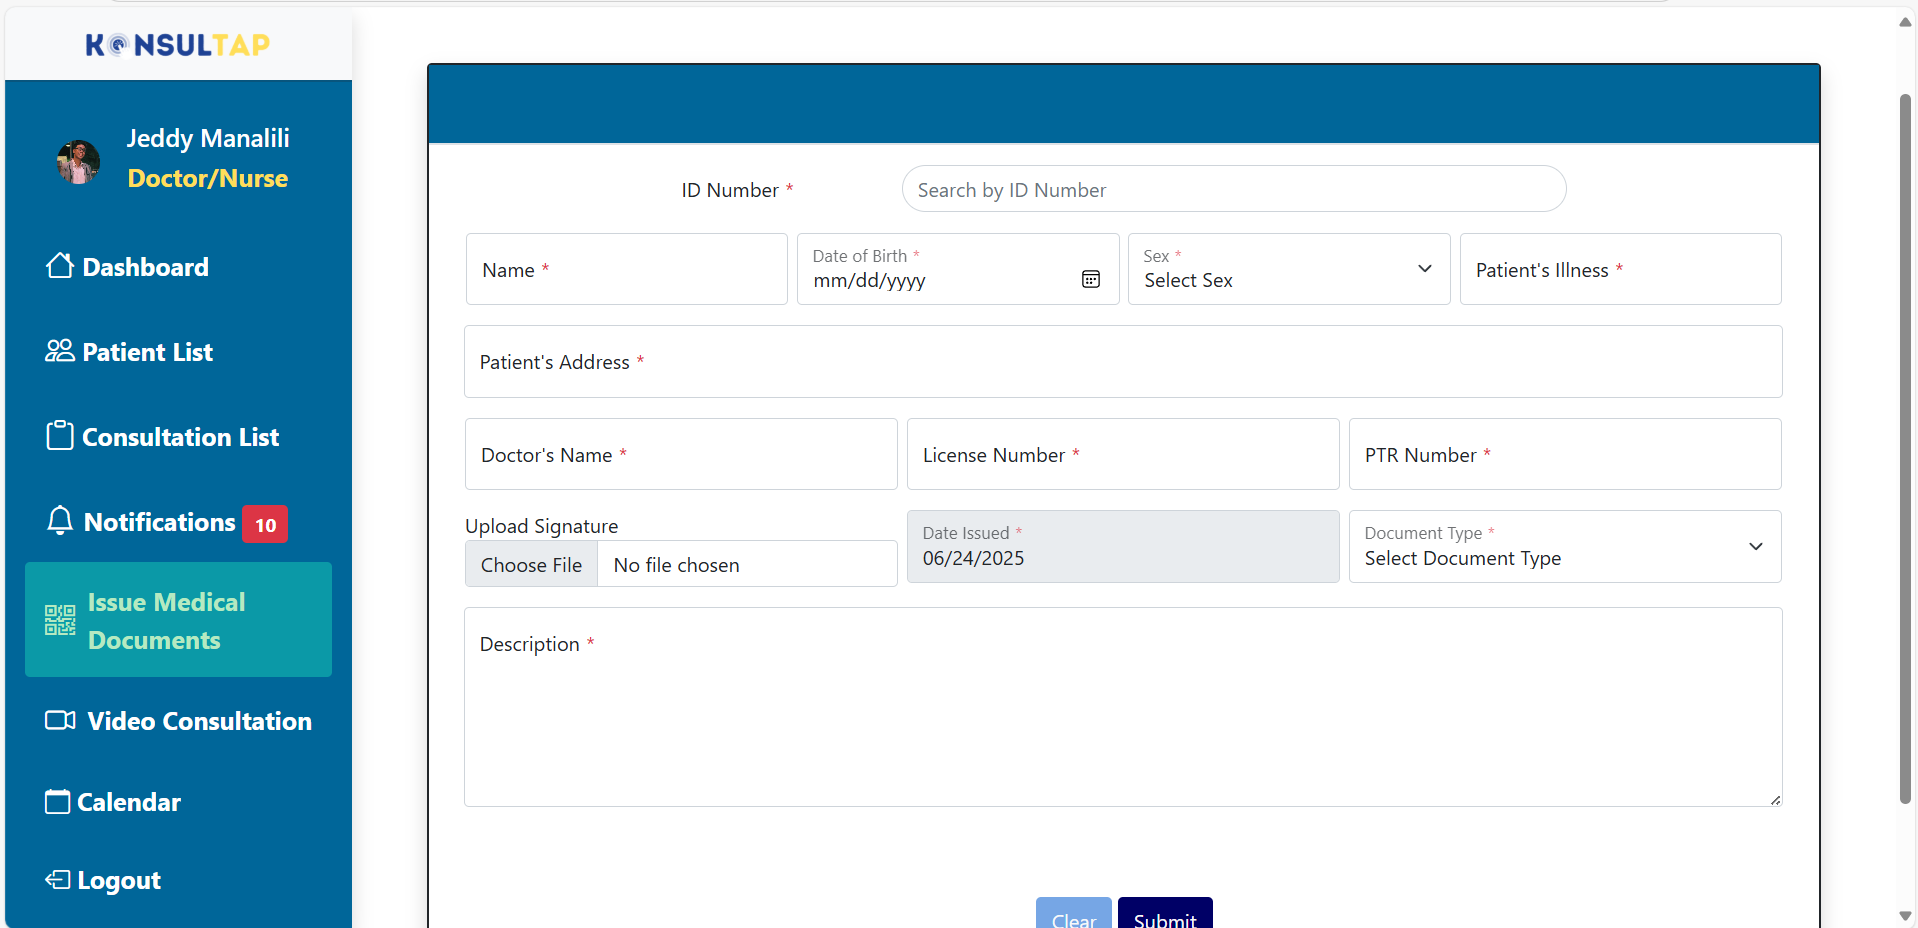 KONSULTAP
Jeddy Manalili
Doctor/Nurse
Dashboard
Patient List
Consultation List
Notifications 10
Issue Medical
Documents
Video Consultation
Calendar
Logout
ID Number * Search by ID Number
Name *
Date of Birth *
mm/dd/yyyy
Sex *
Select Sex
Patient's Illness *
Patient's Address *
Doctor's Name * License Number * PTR Number *
Upload Signature
Choose File No file chosen
Date Issued *
06/24/2025
Document Type *
Select Document Type
Description *
Clear Submit